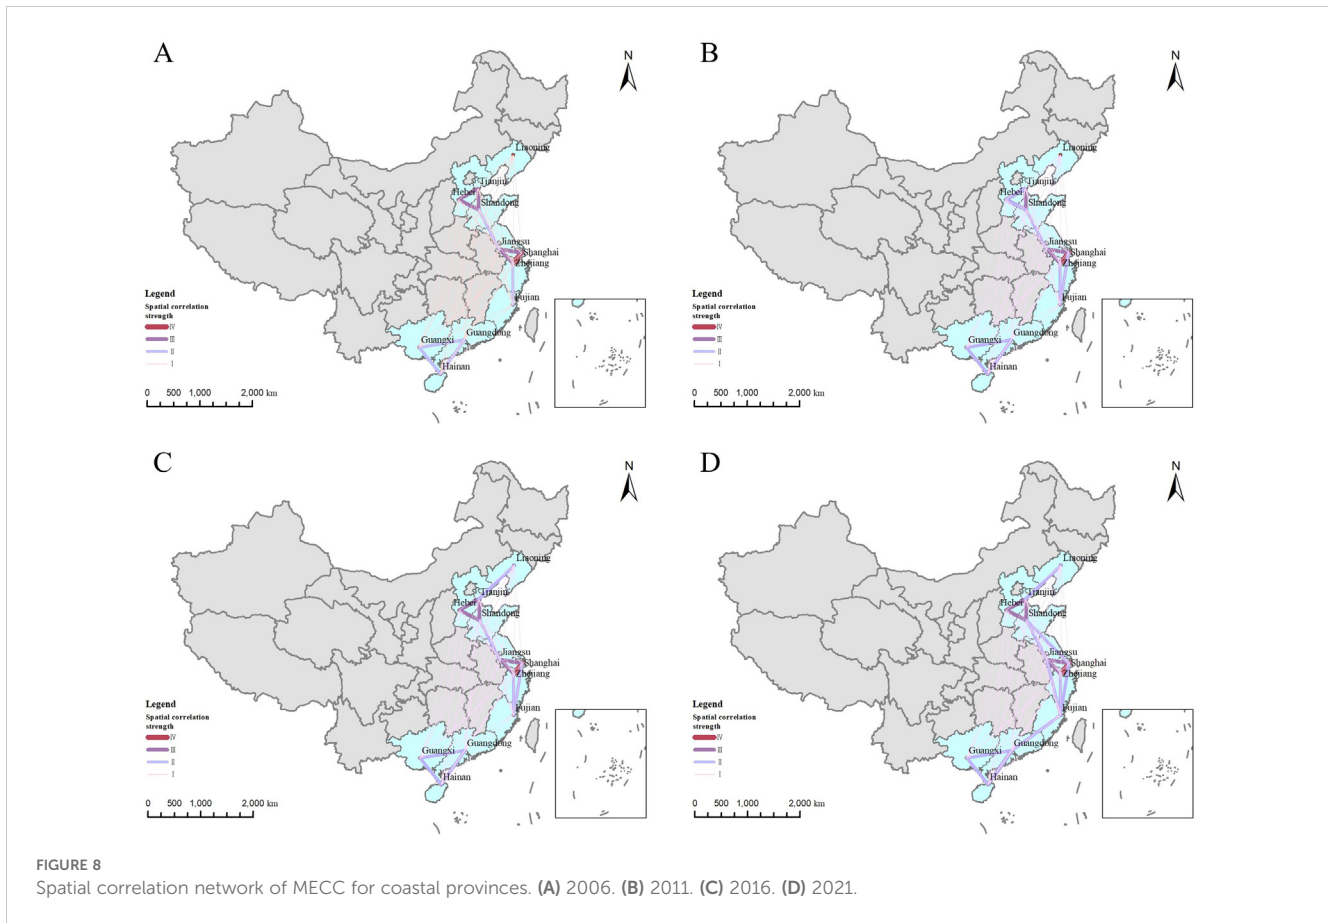 A
N
Liaoning
Tianjin
Hebei
Shandong
Jiangsu
Shanghai
Zhejiang
Fujian
Guangdong
Guangxi
Hainan
Legend
Spatial correlation
strength
IV
III
II
I
0 500 1,000 2,000 km
B
N
Liaoning
Tianjin
Hebei
Shandong
Jiangsu
Shanghai
Zhejiang
Fujian
Guangdong
Guangxi
Hainan
Legend
Spatial correlation
strength
IV
III
II
I
0 500 1,000 2,000 km
C
N
Liaoning
Tianjin
Hebei
Shandong
Jiangsu
Shanghai
Zhejiang
Fujian
Guangdong
Guangxi
Hainan
Legend
Spatial correlation
strength
IV
III
II
I
0 500 1,000 2,000 km
D
N
Liaoning
Tianjin
Hebei
Shandong
Jiangsu
Shanghai
Zhejiang
Fujian
Guangdong
Guangxi
Hainan
Legend
Spatial correlation
strength
IV
III
II
I
0 500 1,000 2,000 km
FIGURE 8
Spatial correlation network of MECC for coastal provinces. (A) 2006. (B) 2011. (C) 2016. (D) 2021.